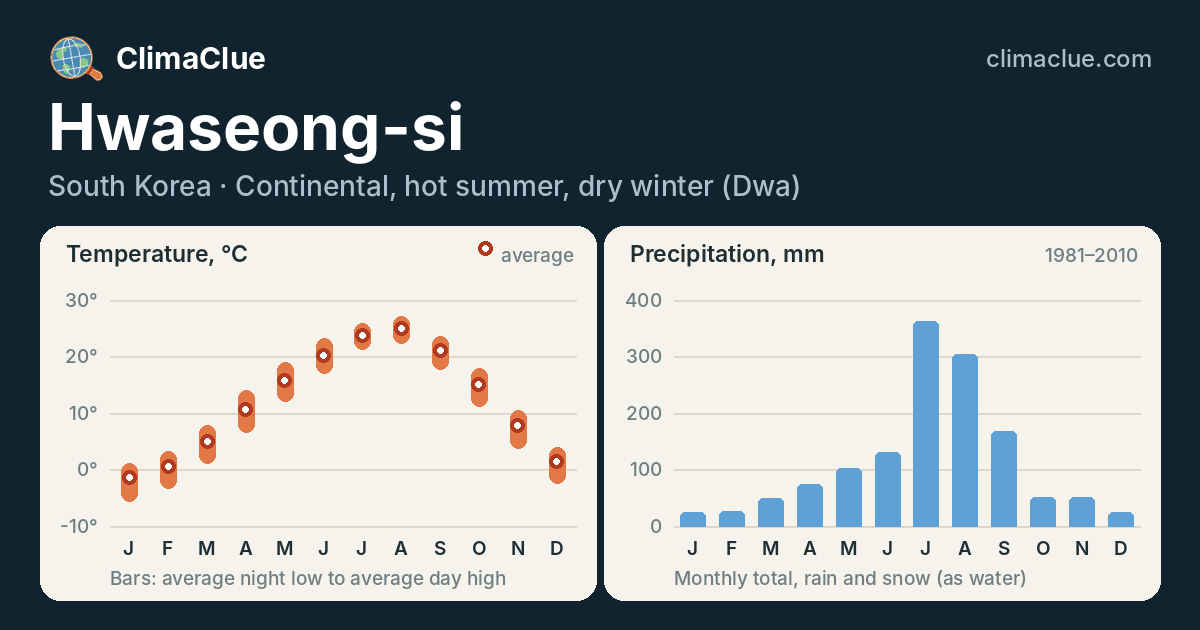 ClimaClue
climaclue.com
Hwaseong-si
South Korea · Continental, hot summer, dry winter (Dwa)
Temperature, °C
average
30°
20°
10°
0°
-10°
J F M A M J J A S O N D
Bars: average night low to average day high
Precipitation, mm
1981–2010
400
300
200
100
0
J F M A M J J A S O N D
Monthly total, rain and snow (as water)